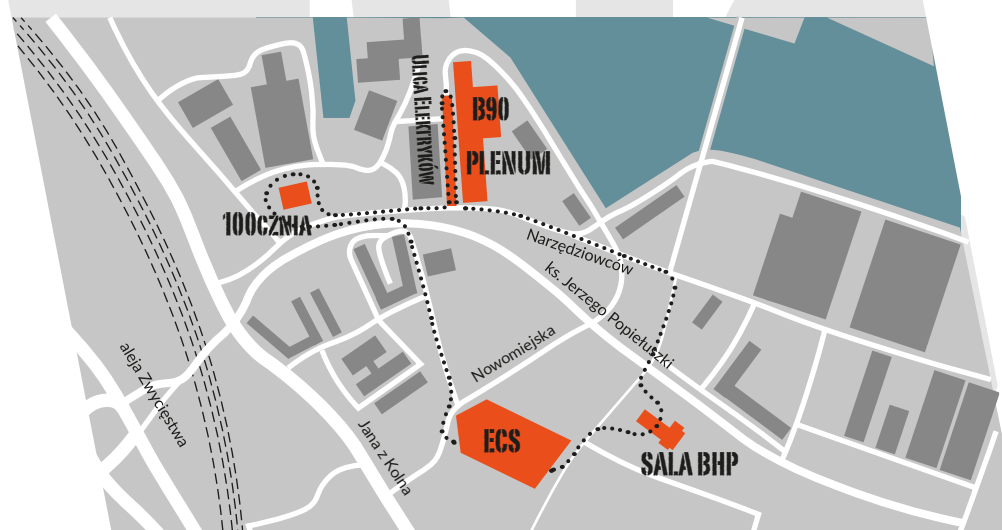 ULICA ELEKTRYKÓW
B90
PLENUM
100CZNIA
Narzędziowców
ks. Jerzego Popiełuszki
Nowomiejska
aleja Zwycięstwa
Jana z Kolna
ECS
SALA BHP